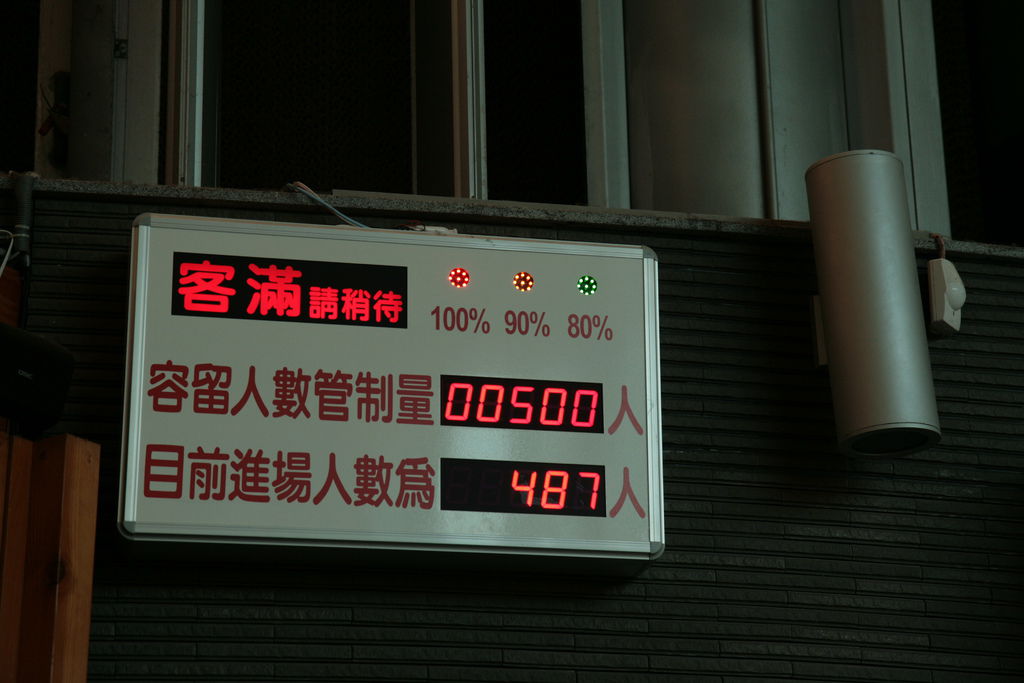 客滿請稍待
100% 90% 80%
容留人數管制量 00500 人
目前進場人數為 487 人